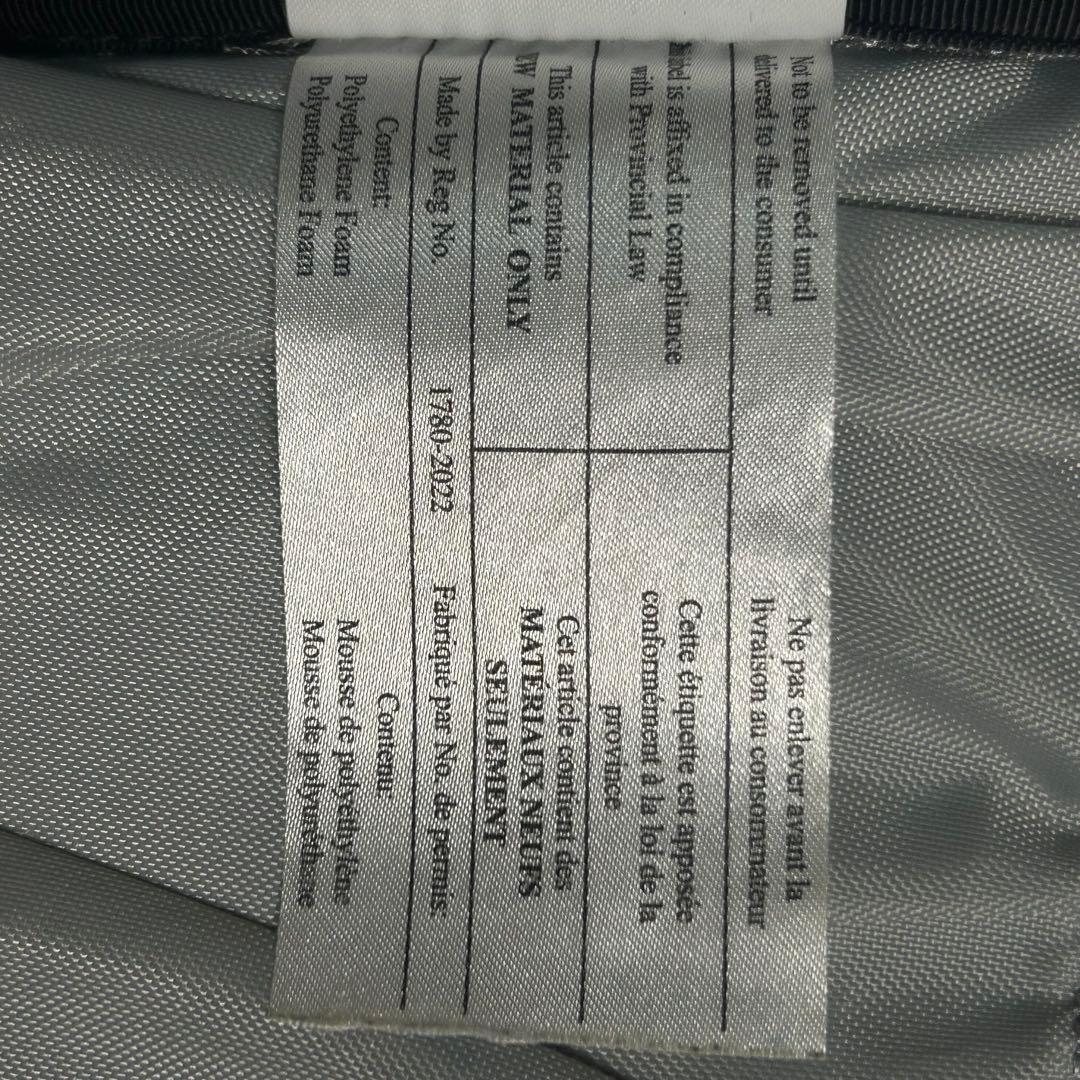 Not to be removed until
delivered to the consumer
Ne pas enlever avant la
livraison au consommateur
label is affixed in compliance
with Provincial Law
Cette étiquette est apposée
conformément à la loi de la
province
This article contains
MATERIAL ONLY
Cet article contient des
MATÉRIAUX NEUFS
SEULEMENT
Made by Reg No. 1780-2022 Fabriqué par No. de permis:
Content:
Polyethylene Foam
Polyurethane Foam
Contenu:
Mousse de polyethylène
Mousse de polyuréthane